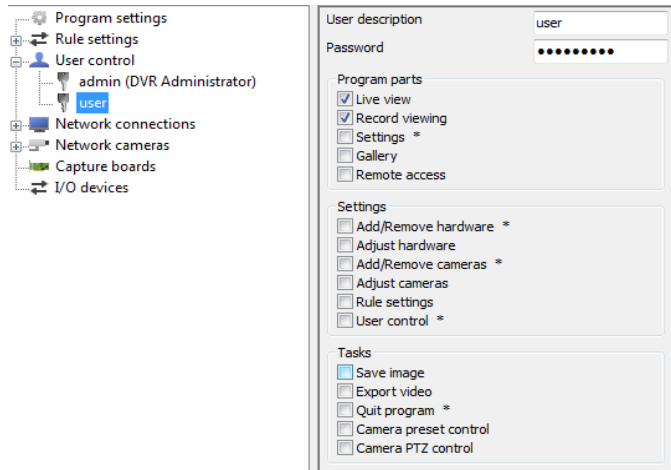 Program settings
Rule settings
User control
admin (DVR Administrator)
user
Network connections
Network cameras
Capture boards
I/O devices
User description user
Password •••••••••
Program parts
Live view
Record viewing
Settings *
Gallery
Remote access
Settings
Add/Remove hardware *
Adjust hardware
Add/Remove cameras *
Adjust cameras
Rule settings
User control *
Tasks
Save image
Export video
Quit program *
Camera preset control
Camera PTZ control